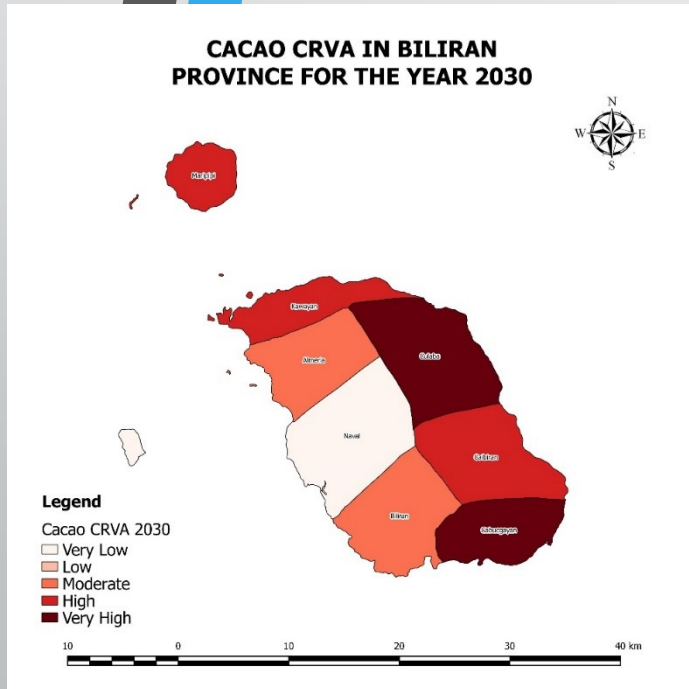 CACAO CRVA IN BILIRAN
PROVINCE FOR THE YEAR 2030
N
W E
S
Maripipi
Kawayan
Almeria
Culaba
Naval
Caibiran
Biliran
Cabucgayan
Legend
Cacao CRVA 2030
Very Low
Low
Moderate
High
Very High
10 0 10 20 30 40 km